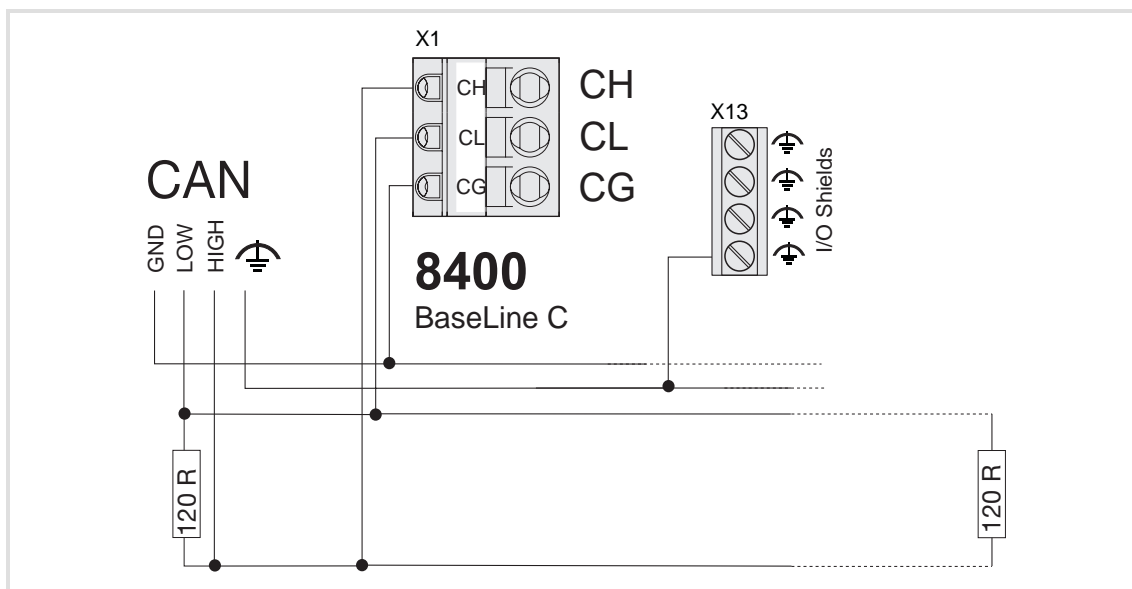 X1
CH CH
CL CL
CG CG
X13
I/O Shields
CAN
GND
LOW
HIGH
8400
BaseLine C
120 R
120 R